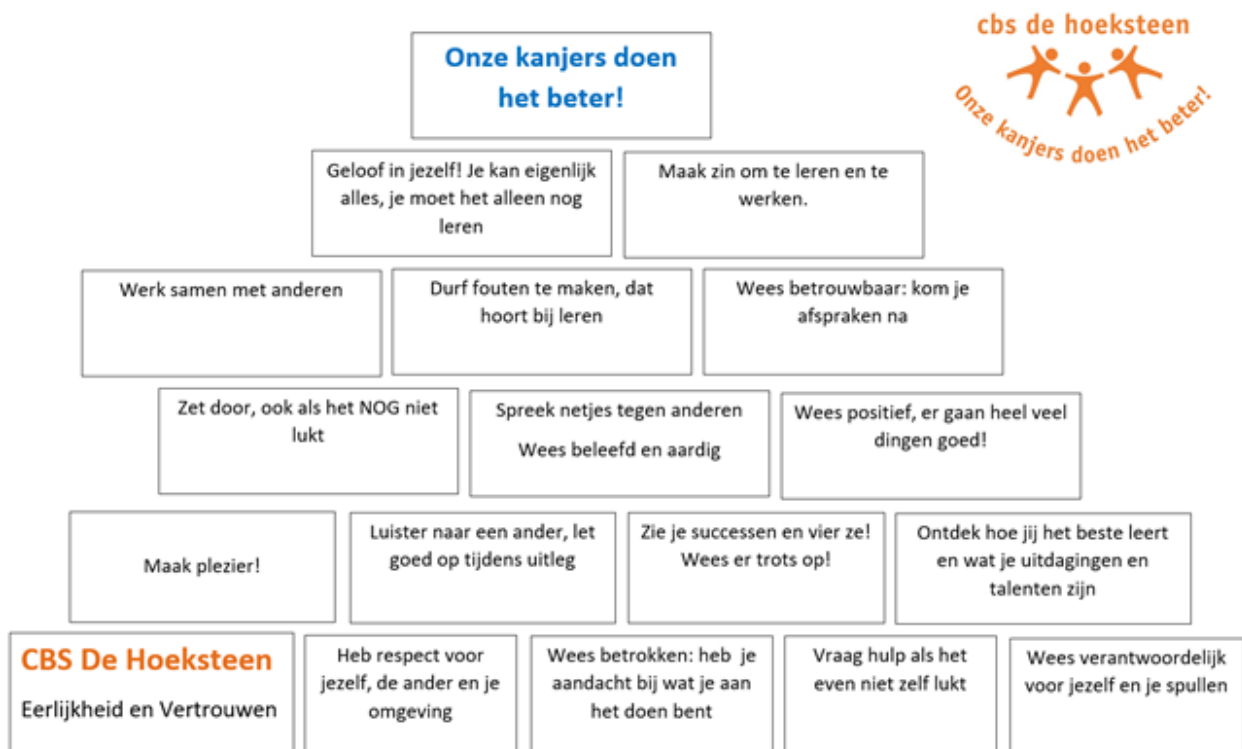 cbs de hoeksteen
Onze kanjers doen het beter!
Onze kanjers doen
het beter!
Geloof in jezelf! Je kan eigenlijk
alles, je moet het alleen nog
leren
Maak zin om te leren en te
werken.
Werk samen met anderen
Durf fouten te maken, dat
hoort bij leren
Wees betrouwbaar: kom je
afspraken na
Zet door, ook als het NOG niet
lukt
Spreek netjes tegen anderen
Wees beleefd en aardig
Wees positief, er gaan heel veel
dingen goed!
Maak plezier!
Luister naar een ander, let
goed op tijdens uitleg
Zie je successen en vier ze!
Wees er trots op!
Ontdek hoe jij het beste leert
en wat je uitdagingen en
talenten zijn
CBS De Hoeksteen
Eerlijkheid en Vertrouwen
Heb respect voor
jezelf, de ander en je
omgeving
Wees betrokken: heb je
aandacht bij wat je aan
het doen bent
Vraag hulp als het
even niet zelf lukt
Wees verantwoordelijk
voor jezelf en je spullen